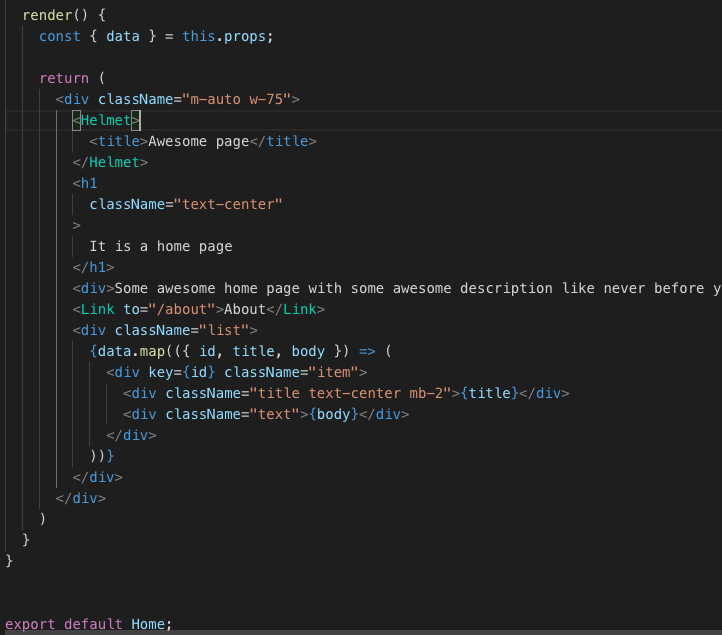 render() {
const { data } = this.props;
return (
<div className="m-auto w-75">
<Helmet>
<title>Awesome page</title>
</Helmet>
<h1
className="text-center"
>
It is a home page
</h1>
<div>Some awesome home page with some awesome description like never before y
<Link to="/about">About</Link>
<div className="list">
{data.map(({ id, title, body }) => (
<div key={id} className="item">
<div className="title text-center mb-2">{title}</div>
<div className="text">{body}</div>
</div>
))}
</div>
</div>
)
}
}
export default Home;